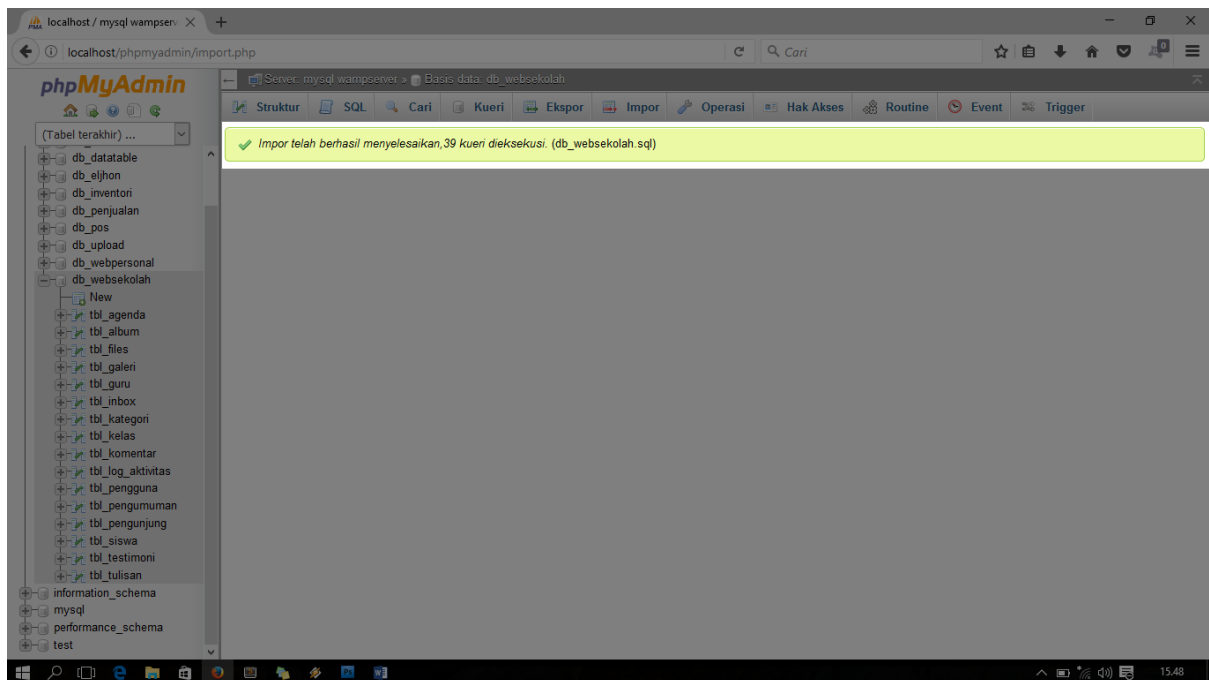 localhost / mysql wampserv
localhost/phpmyadmin/import.php
Cari
0
phpMyAdmin
Server: mysql wampserver » Basis data: db_websekolah
Struktur SQL Cari Kueri Ekspor Impor Operasi Hak Akses Routine Event Trigger
(Tabel terakhir) ...
Impor telah berhasil menyelesaikan,39 kueri dieksekusi. (db_websekolah.sql)
db_datatable
db_eljhon
db_inventori
db_penjualan
db_pos
db_upload
db_webpersonal
db_websekolah
New
tbl_agenda
tbl_album
tbl_files
tbl_galeri
tbl_guru
tbl_inbox
tbl_kategori
tbl_kelas
tbl_komentar
tbl_log_aktivitas
tbl_pengguna
tbl_pengumuman
tbl_pengunjung
tbl_siswa
tbl_testimoni
tbl_tulisan
information_schema
mysql
performance_schema
test
15.48